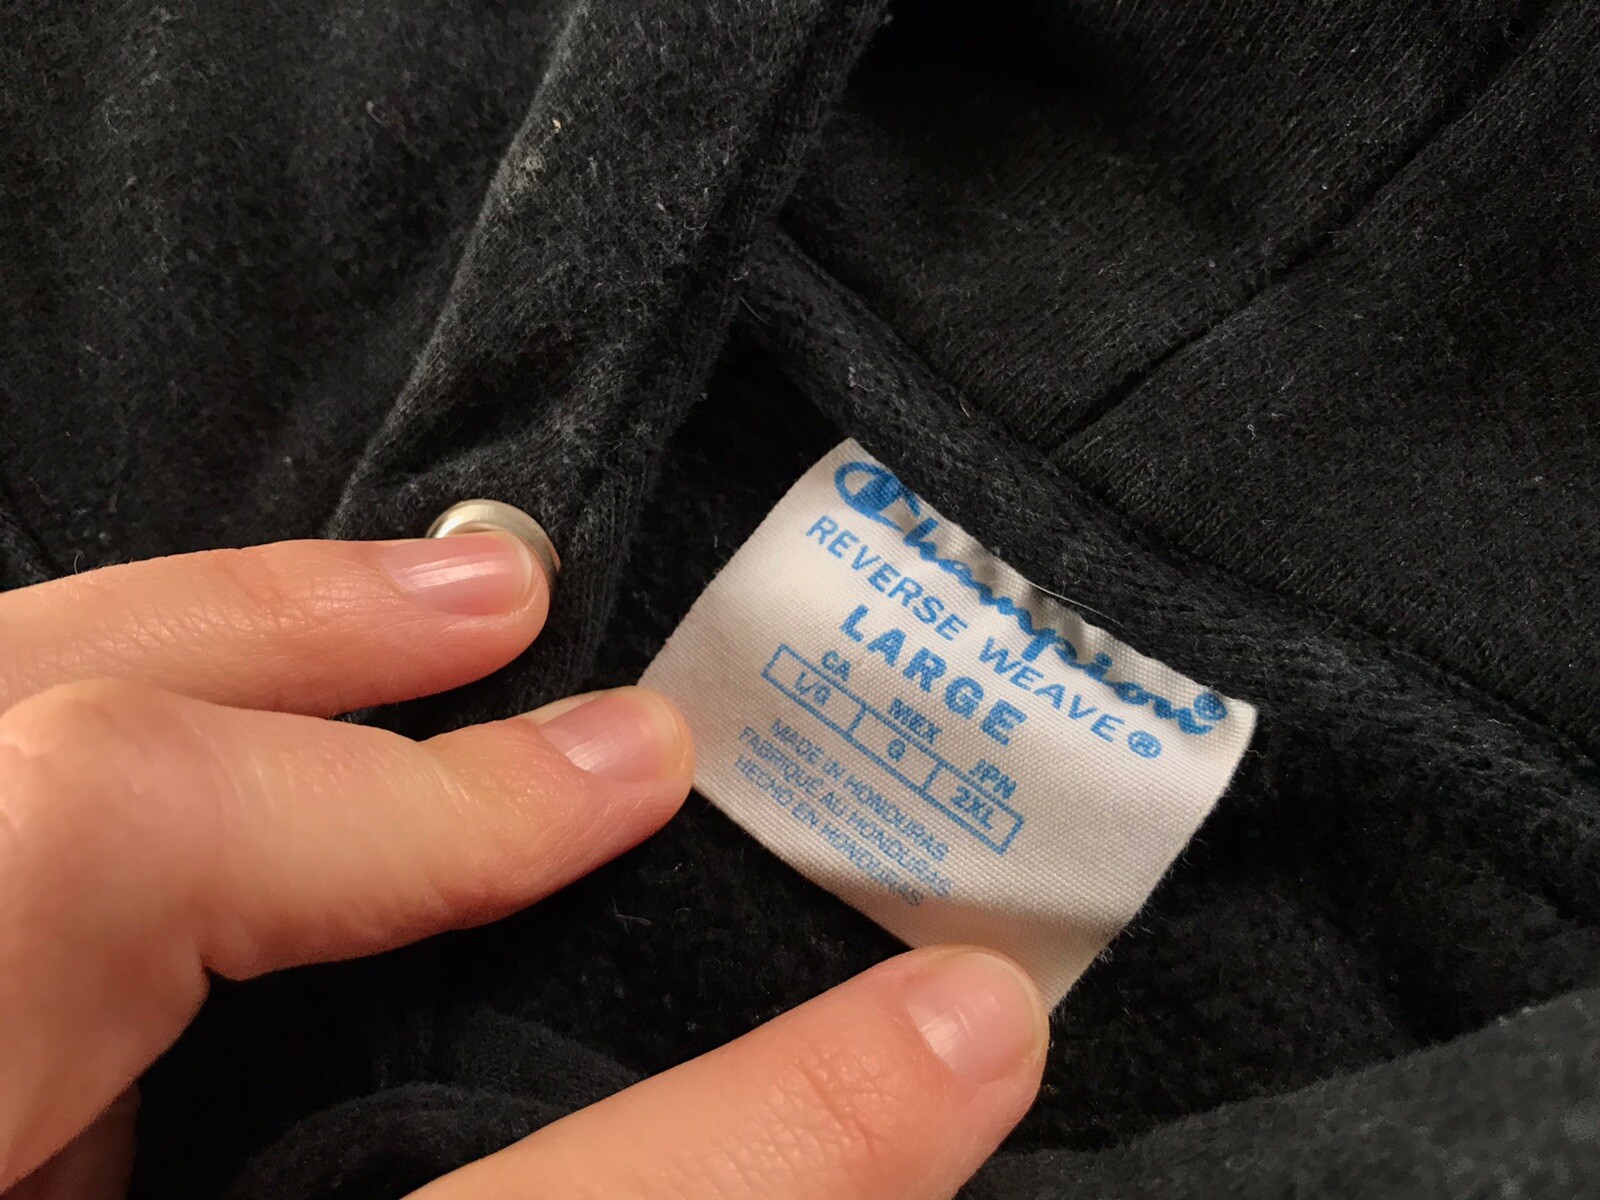 Champion®
REVERSE WEAVE®
LARGE
CA MEX JPN
L/G G 2XL
MADE IN HONDURAS
FABRIQUÉ AU HONDURAS
HECHO EN HONDURAS